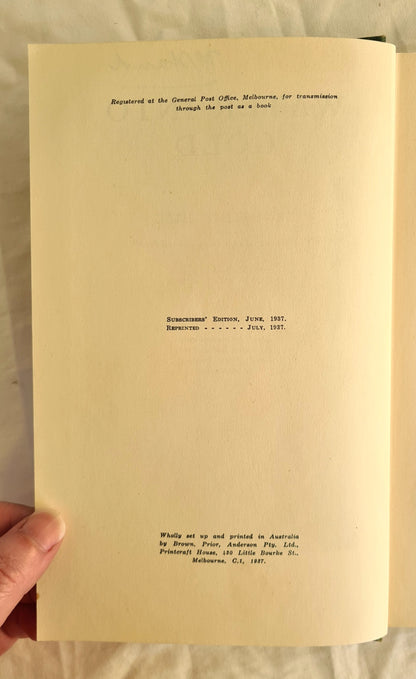 Registered at the General Post Office, Melbourne, for transmission
through the post as a book
Subscribers' Edition, June, 1937.
Reprinted - - - - - - July, 1937.
Wholly set up and printed in Australia
by Brown, Prior, Anderson Pty. Ltd.,
Printcraft House, 430 Little Bourke St.,
Melbourne, C.1, 1937.